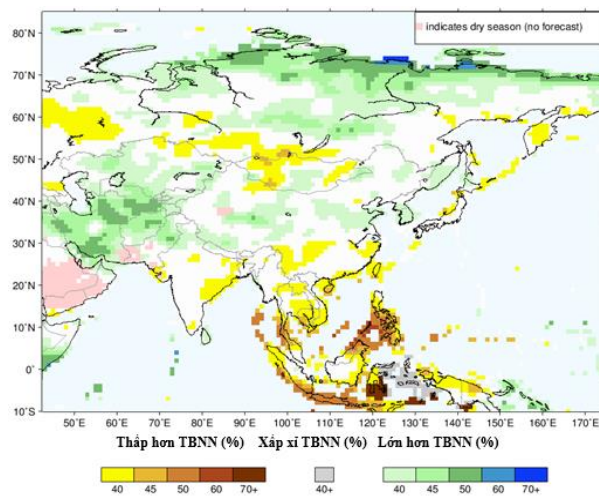 indicates dry season (no forecast)
80°N
70°N
60°N
50°N
40°N
30°N
20°N
10°N
0°
10°S
50°E 60°E 70°E 80°E 90°E 100°E 110°E 120°E 130°E 140°E 150°E 160°E 170°E
Thấp hơn TBNN (%) Xấp xỉ TBNN (%) Lớn hơn TBNN (%)
40 45 50 60 70+ 40+ 40 45 50 60 70+